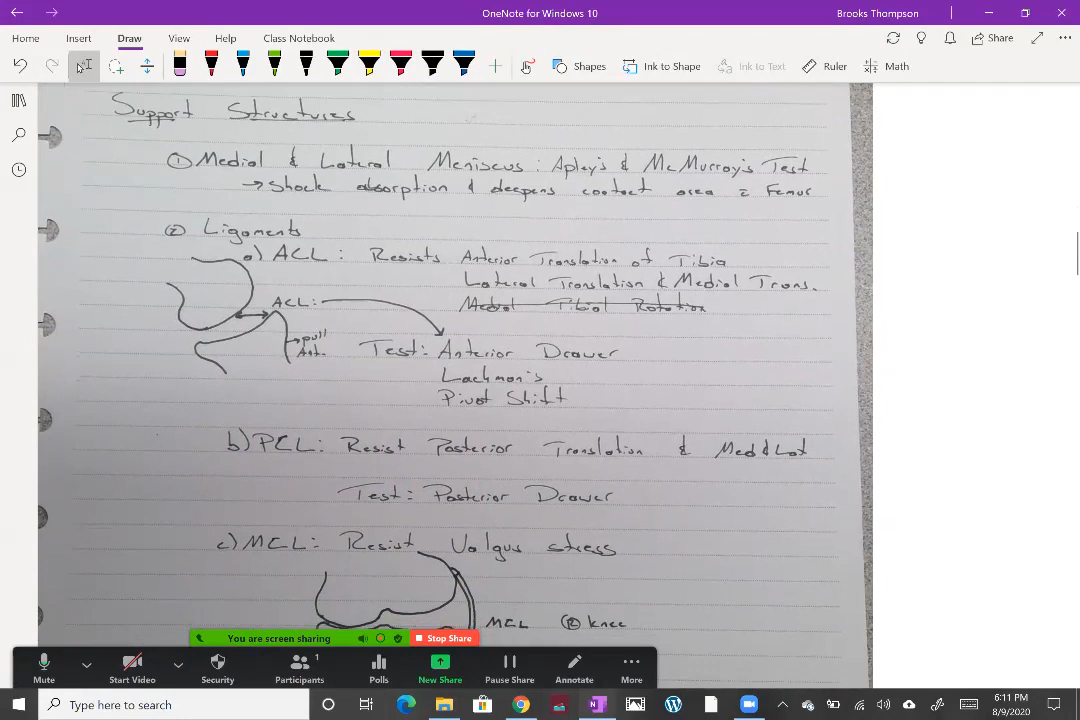 OneNote for Windows 10
Brooks Thompson
Home Insert Draw View Help Class Notebook
Share
Shapes
Ink to Shape
Ink to Text
Ruler
Math
Support Structures
① Medial & Lateral Meniscus: Apley's & McMurray's Test
→ Shock absorption & deepens contact area Femur
② Ligaments
a) ACL: Resists Anterior Translation of Tibia
Lateral Translation & Medial Trans.
ACL:
Medial Tibial Rotation
→ pull
Ant.
Test: Anterior Drawer
Lachman's
Pivot Shift
b) PCL: Resist Posterior Translation & Med & Lat
Test: Posterior Drawer
c) MCL: Resist Valgus stress
MCL Ⓡ knee
You are screen sharing
Stop Share
1
Mute
Start Video
Security
Participants
Polls
New Share
Pause Share
Annotate
More
Type here to search
6:11 PM
8/9/2020